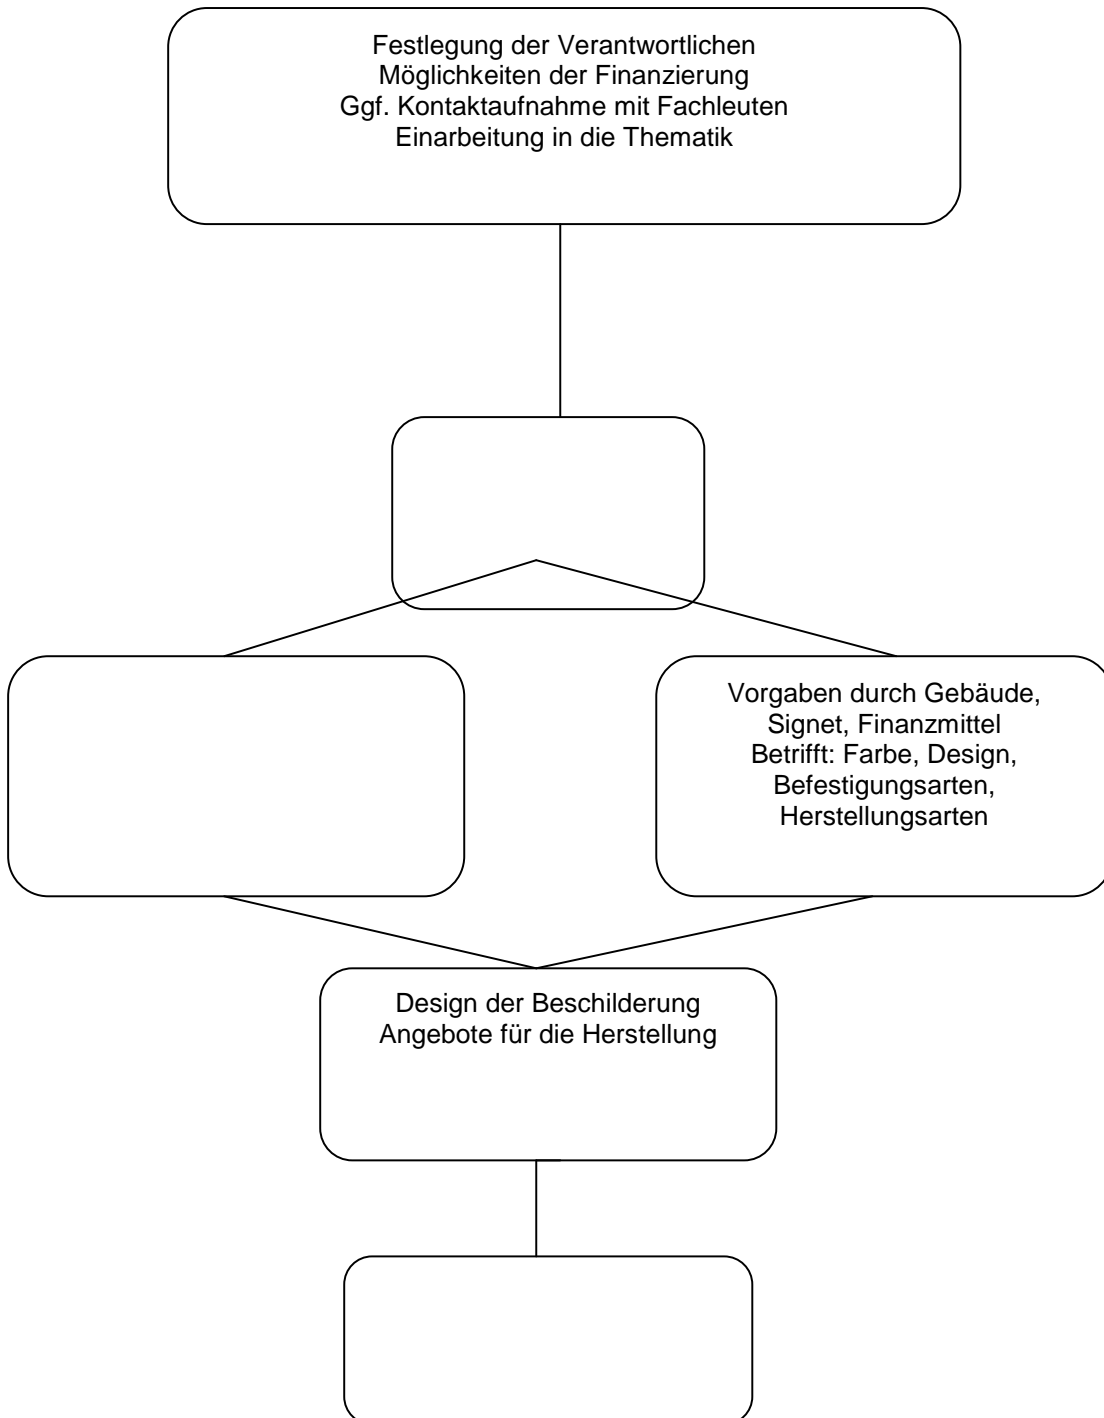 Festlegung der Verantwortlichen
Möglichkeiten der Finanzierung
Ggf. Kontaktaufnahme mit Fachleuten
Einarbeitung in die Thematik
Vorgaben durch Gebäude,
Signet, Finanzmittel
Betrifft: Farbe, Design,
Befestigungsarten,
Herstellungsarten
Design der Beschilderung
Angebote für die Herstellung